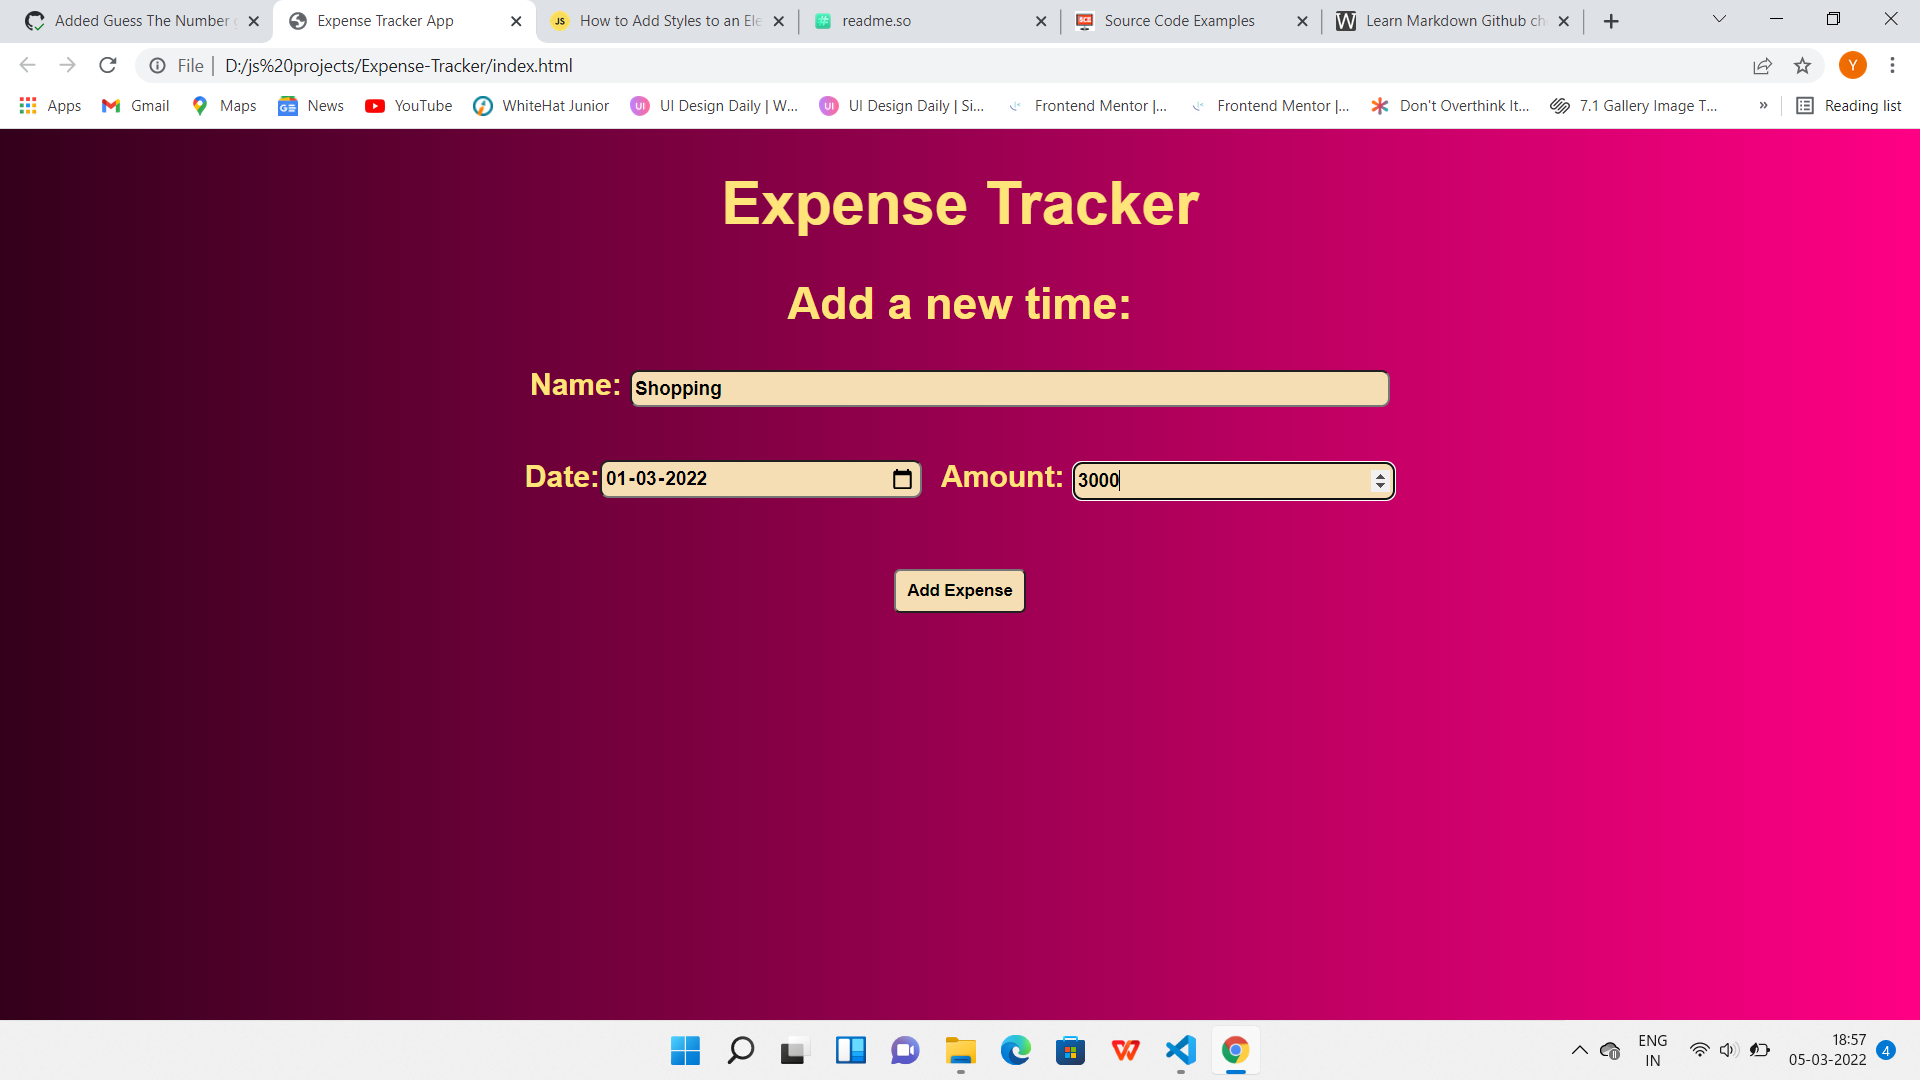 Added Guess The Number
Expense Tracker App
How to Add Styles to an Ele
readme.so
Source Code Examples
Learn Markdown Github ch
File
D:/js%20projects/Expense-Tracker/index.html
Y
Apps
Gmail
Maps
News
YouTube
WhiteHat Junior
UI Design Daily | W...
UI Design Daily | Si...
Frontend Mentor |...
Frontend Mentor |...
Don't Overthink It...
7.1 Gallery Image T...
»
Reading list
Expense Tracker
Add a new time:
Name: Shopping
Date: 01-03-2022 Amount: 3000
Add Expense
ENG
IN
18:57
05-03-2022
4